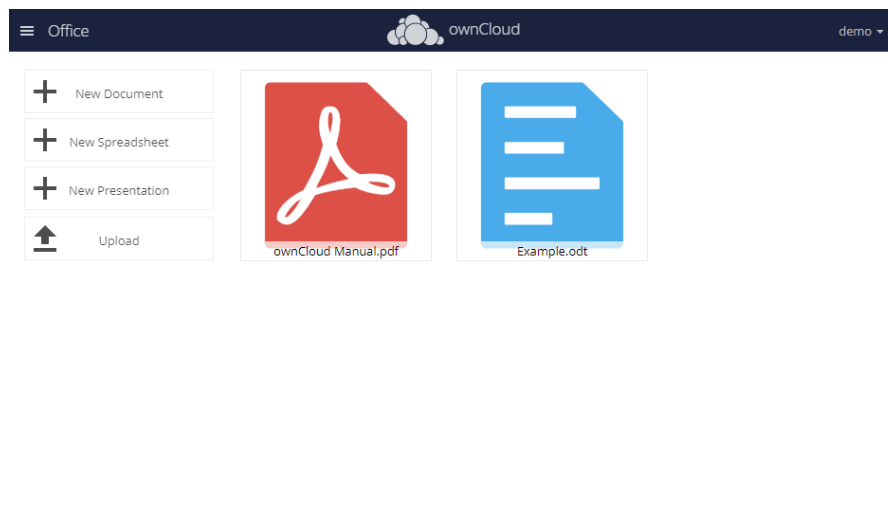 Office
ownCloud
demo
New Document
New Spreadsheet
New Presentation
Upload
ownCloud Manual.pdf
Example.odt